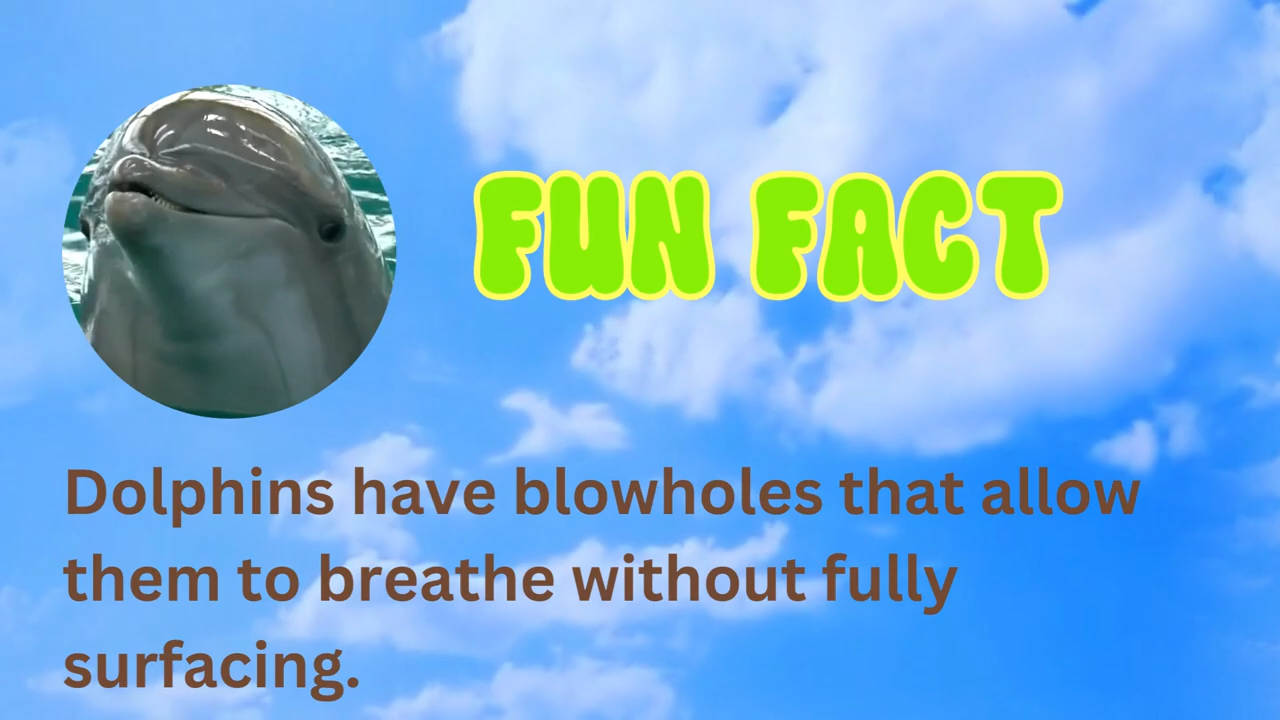 FUN FACT
Dolphins have blowholes that allow
them to breathe without fully
surfacing.